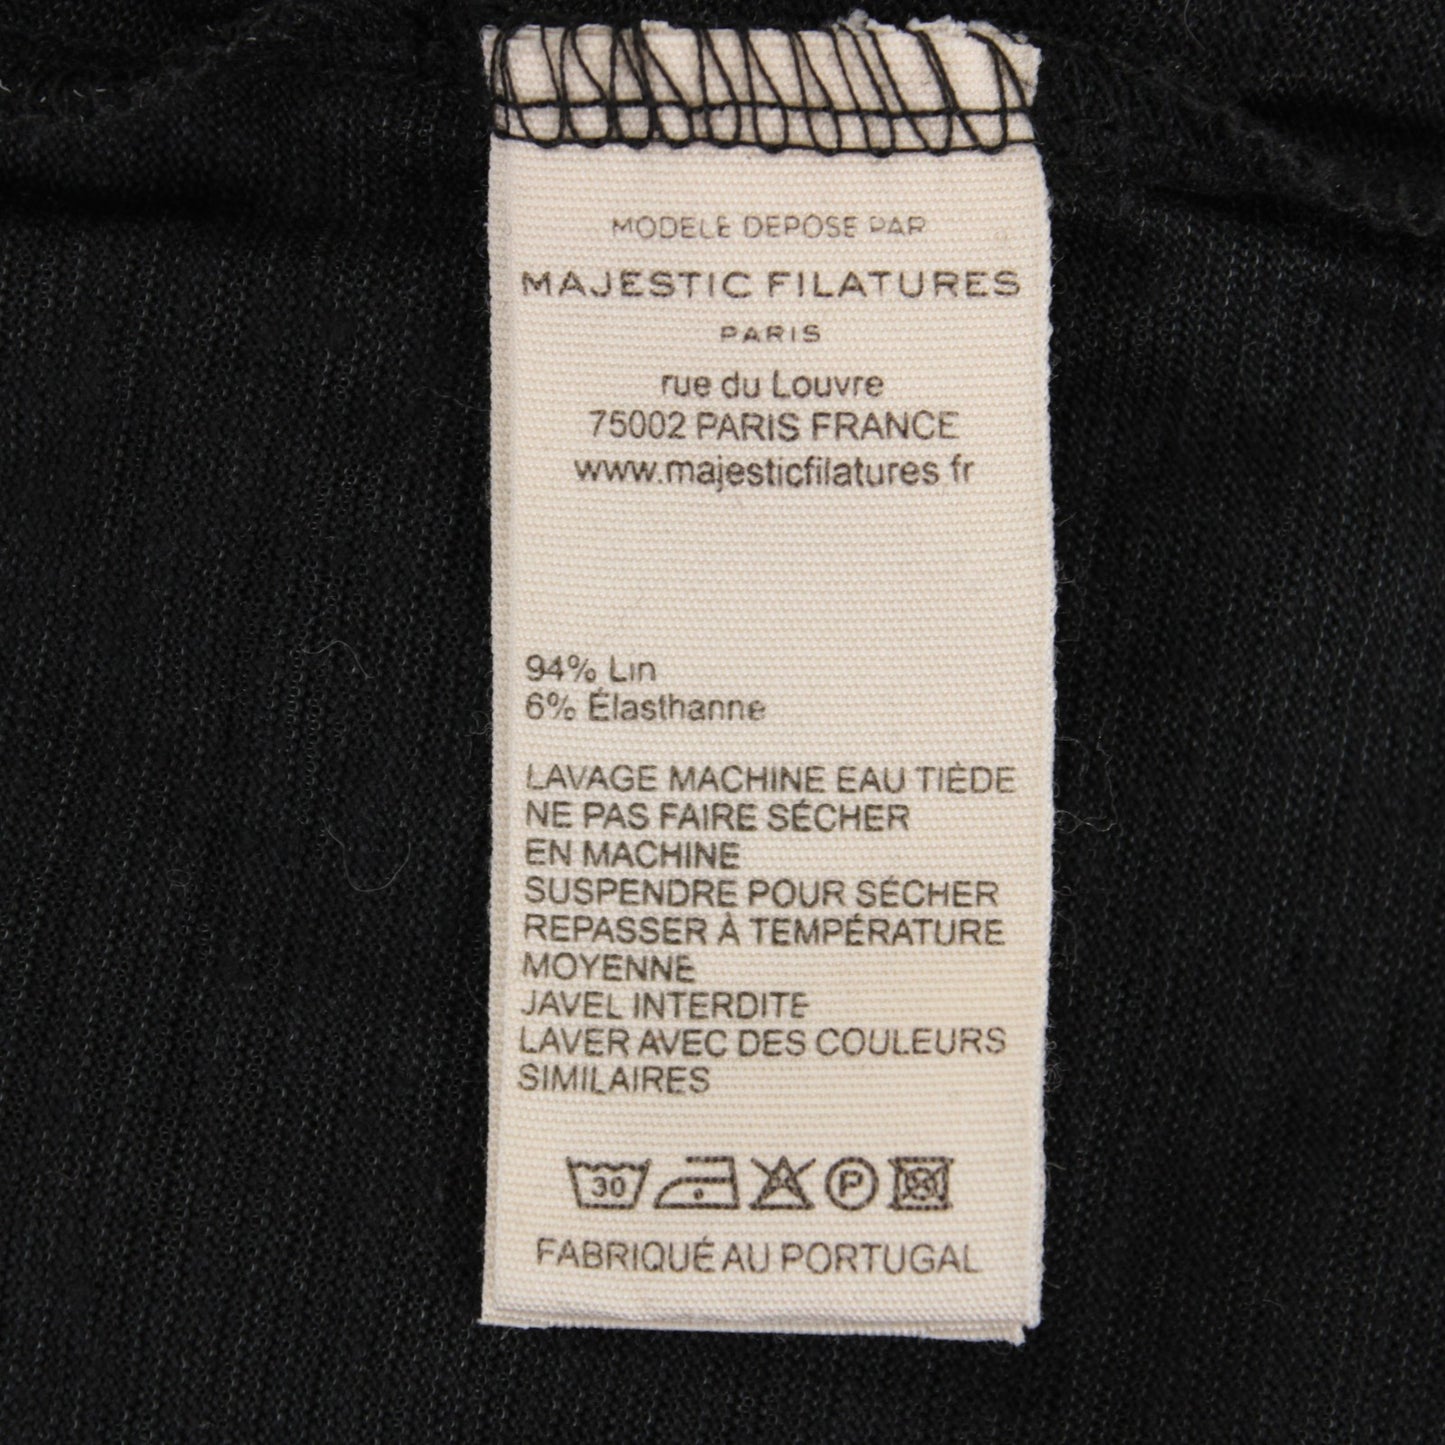 MODELE DEPOSE PAR
MAJESTIC FILATURES
PARIS
rue du Louvre
75002 PARIS FRANCE
www.majesticfilatures.fr
94% Lin
6% Élasthanne
LAVAGE MACHINE EAU TIÈDE
NE PAS FAIRE SÉCHER
EN MACHINE
SUSPENDRE POUR SÉCHER
REPASSER À TEMPÉRATURE
MOYENNE
JAVEL INTERDITE
LAVER AVEC DES COULEURS
SIMILAIRES
30 P
FABRIQUÉ AU PORTUGAL